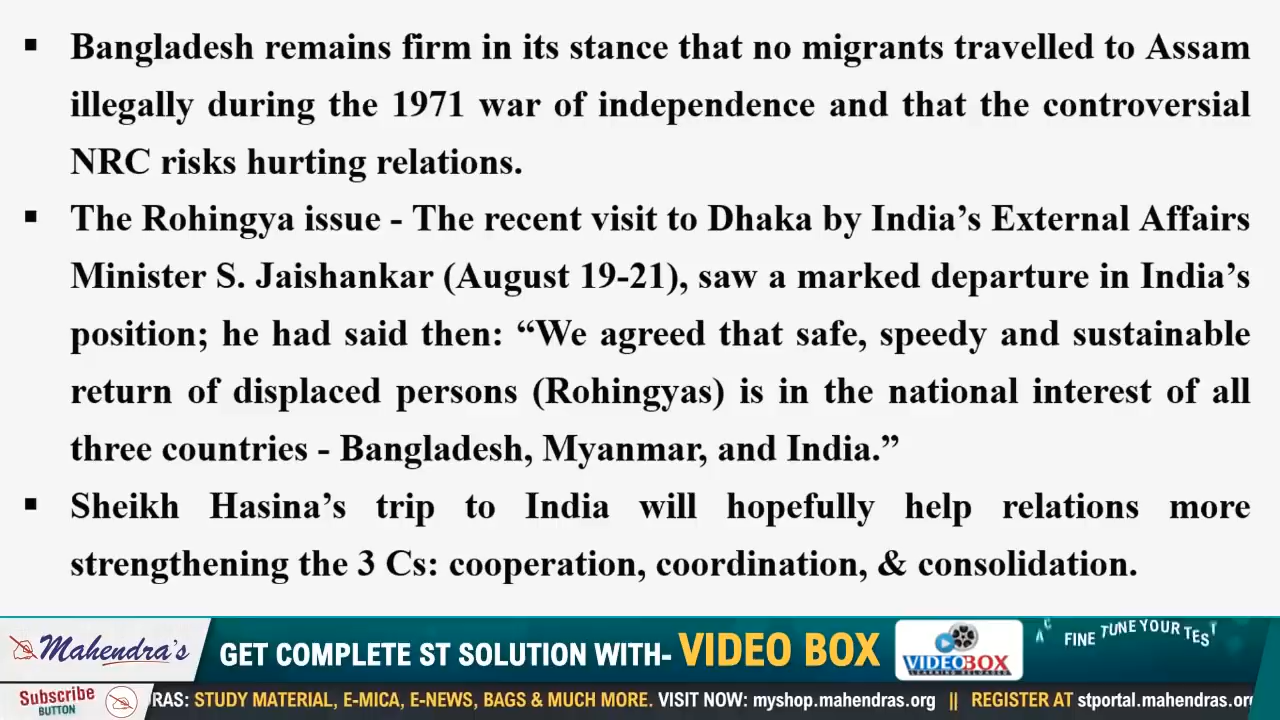 ▪ Bangladesh remains firm in its stance that no migrants travelled to Assam
illegally during the 1971 war of independence and that the controversial
NRC risks hurting relations.
▪ The Rohingya issue - The recent visit to Dhaka by India’s External Affairs
Minister S. Jaishankar (August 19-21), saw a marked departure in India’s
position; he had said then: “We agreed that safe, speedy and sustainable
return of displaced persons (Rohingyas) is in the national interest of all
three countries - Bangladesh, Myanmar, and India.”
▪ Sheikh Hasina’s trip to India will hopefully help relations more
strengthening the 3 Cs: cooperation, coordination, & consolidation.
Mahendra's
GET COMPLETE ST SOLUTION WITH- VIDEO BOX
VIDEOBOX
LEARNING RELOADED
FINE TUNE YOUR TEST
Subscribe
BUTTON
RAS: STUDY MATERIAL, E-MICA, E-NEWS, BAGS & MUCH MORE. VISIT NOW: myshop.mahendras.org || REGISTER AT stportal.mahendras.org